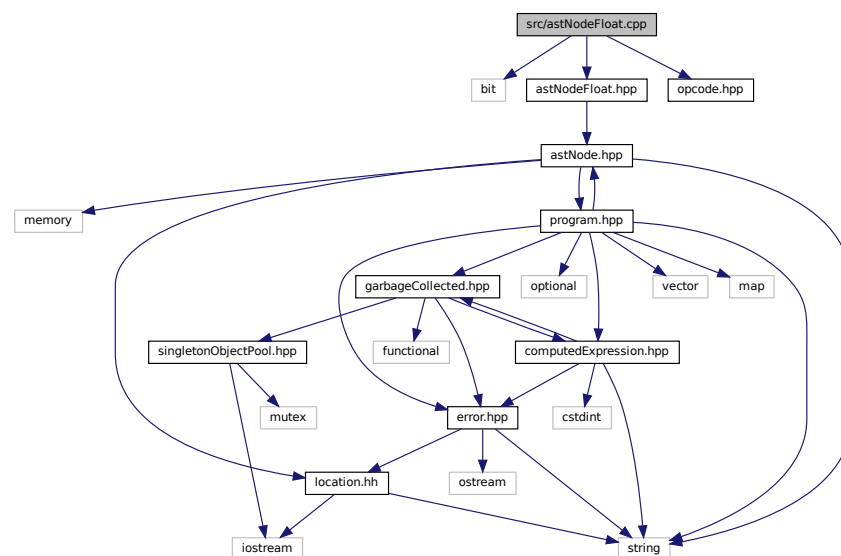 src/astNodeFloat.cpp
bit
astNodeFloat.hpp
opcode.hpp
astNode.hpp
memory
program.hpp
garbageCollected.hpp
optional
vector
map
singletonObjectPool.hpp
functional
computedExpression.hpp
mutex
error.hpp
cstdint
location.hh
ostream
iostream
string